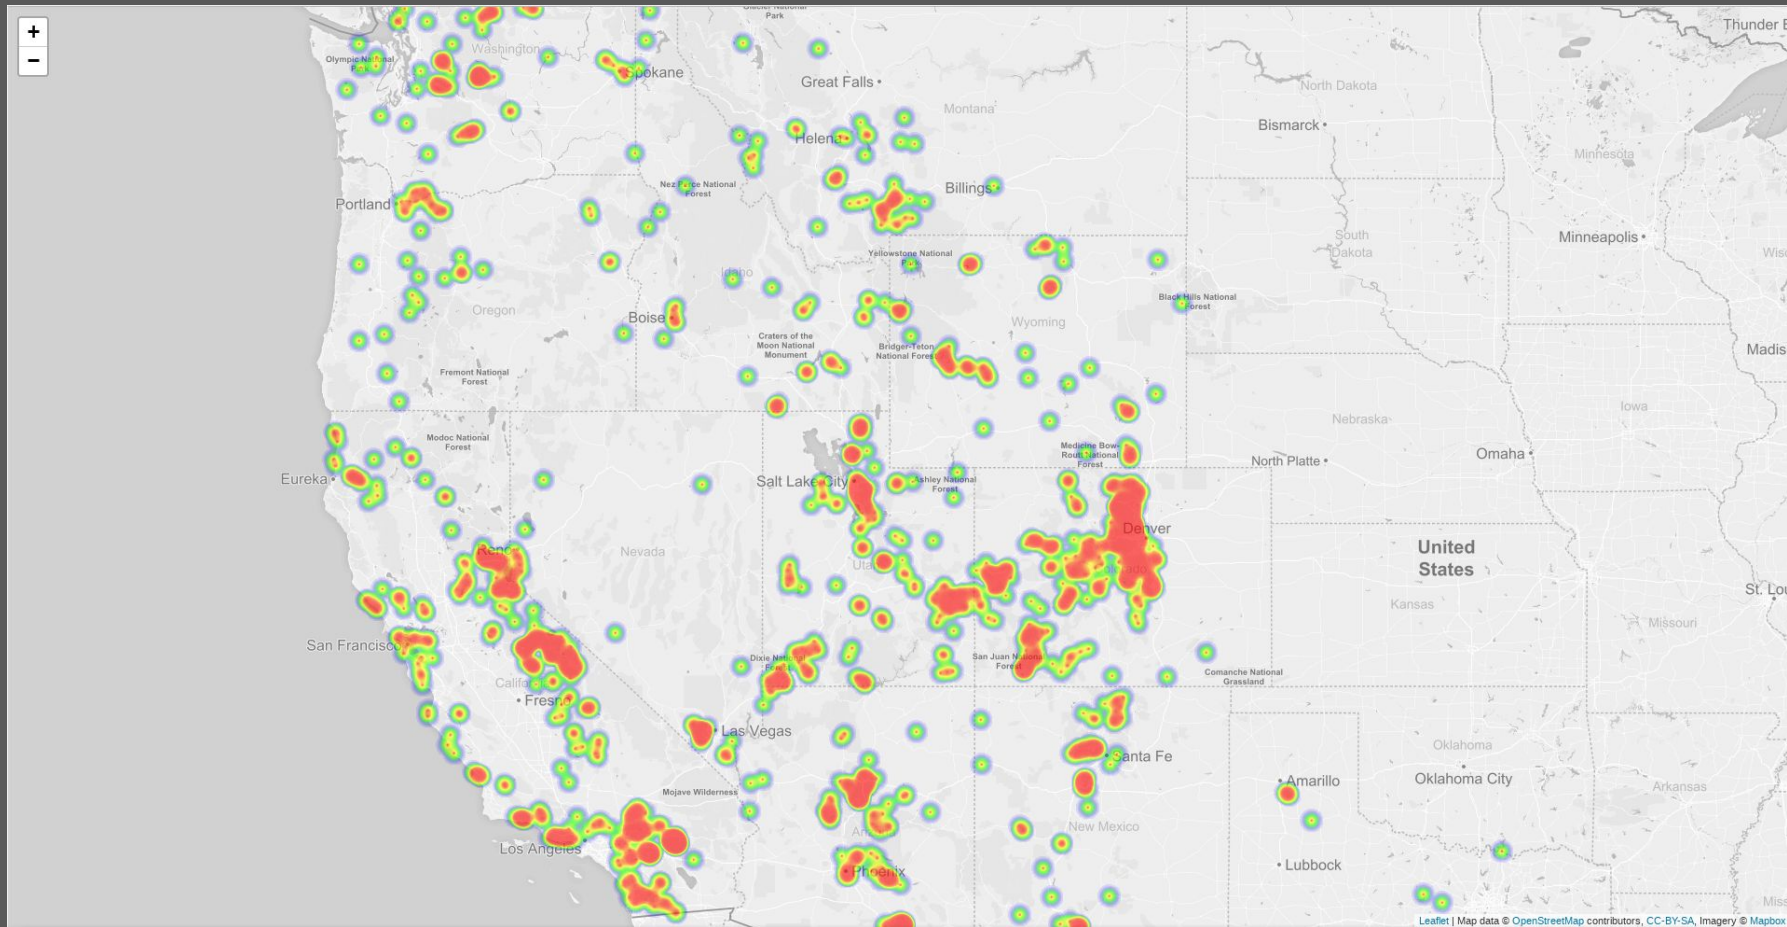 +
−
Glacier National
Park
Thunder B
Olympic National
Park
Washington
Spokane
Great Falls
Montana
North Dakota
Helena
Bismarck
Minnesota
Nez Perce National
Forest
Billings
Portland
South
Dakota
Minneapolis
Wisc
Yellowstone National
Park
Idaho
Black Hills National
Forest
Oregon
Boise
Wyoming
Craters of the
Moon National
Monument
Bridger-Teton
National Forest
Madis
Fremont National
Forest
Nebraska
Iowa
Modoc National
Forest
Medicine Bow-
Routt National
Forest
North Platte
Omaha
Eureka
Salt Lake City
Ashley National
Forest
Denver
Reno
Nevada
Utah
Colorado
United
States
Kansas
St. Lou
Missouri
San Francisco
Dixie National
Forest
San Juan National
Forest
Comanche National
Grassland
California
Fresno
Las Vegas
Santa Fe
Oklahoma
Amarillo
Oklahoma City
Arkansas
Mojave Wilderness
Arizona
New Mexico
Los Angeles
Phoenix
Lubbock
Miss
Leaflet | Map data © OpenStreetMap contributors, CC-BY-SA, Imagery © Mapbox